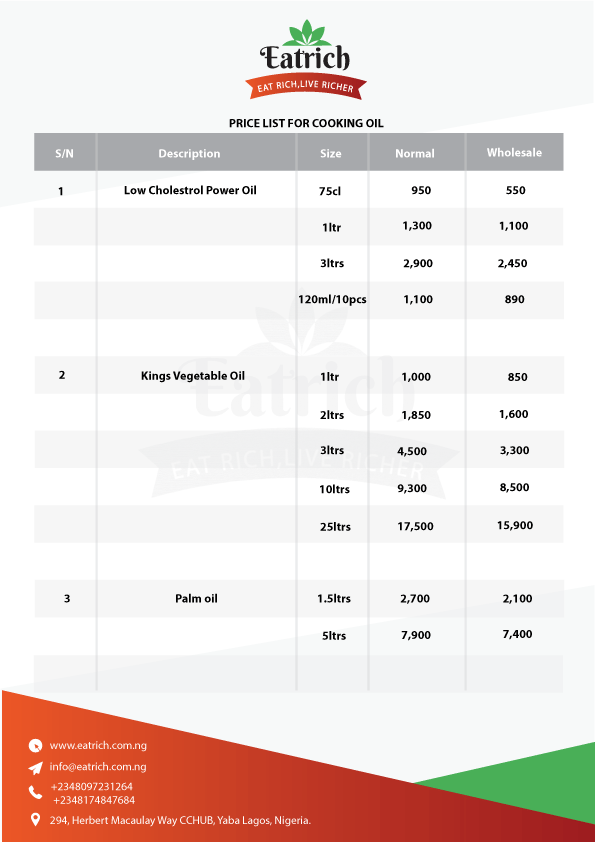 Eatrich
EAT RICH,LIVE RICHER
PRICE LIST FOR COOKING OIL
S/N Description Size Normal Wholesale
1 Low Cholestrol Power Oil 75cl 950 550
1ltr 1,300 1,100
3ltrs 2,900 2,450
120ml/10pcs 1,100 890
2 Kings Vegetable Oil 1ltr 1,000 850
Eatrich
2ltrs 1,850 1,600
3ltrs 4,500 3,300
EAT RICH,LIVE RICHER
10ltrs 9,300 8,500
25ltrs 17,500 15,900
3 Palm oil 1.5ltrs 2,700 2,100
5ltrs 7,900 7,400
www.eatrich.com.ng
info@eatrich.com.ng
+2348097231264
+2348174847684
294, Herbert Macaulay Way CCHUB, Yaba Lagos, Nigeria.